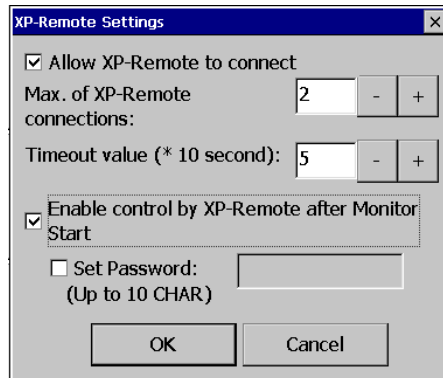 XP-Remote Settings
Allow XP-Remote to connect
Max. of XP-Remote 2 - +
connections:
Timeout value (* 10 second): 5 - +
Enable control by XP-Remote after Monitor
Start
Set Password:
(Up to 10 CHAR)
OK Cancel